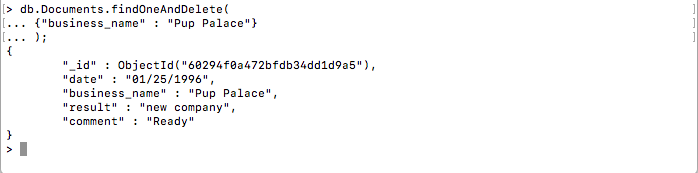 [> db.Documents.findOneAndDelete( ]
[... {"business_name" : "Pup Palace"} ]
[... ); ]
{
        "_id" : ObjectId("60294f0a472bfdb34dd1d9a5"),
        "date" : "01/25/1996",
        "business_name" : "Pup Palace",
        "result" : "new company",
        "comment" : "Ready"
}
>